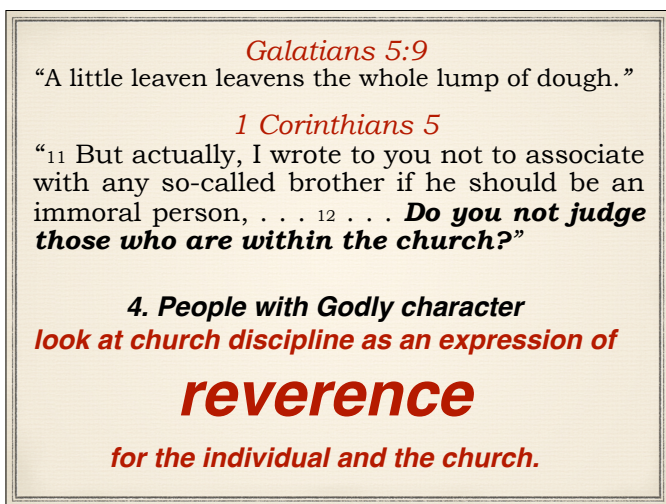 Galatians 5:9
“A little leaven leavens the whole lump of dough.”
1 Corinthians 5
“11 But actually, I wrote to you not to associate
with any so-called brother if he should be an
immoral person, . . . 12 . . . Do you not judge
those who are within the church?”
4. People with Godly character
look at church discipline as an expression of
reverence
for the individual and the church.